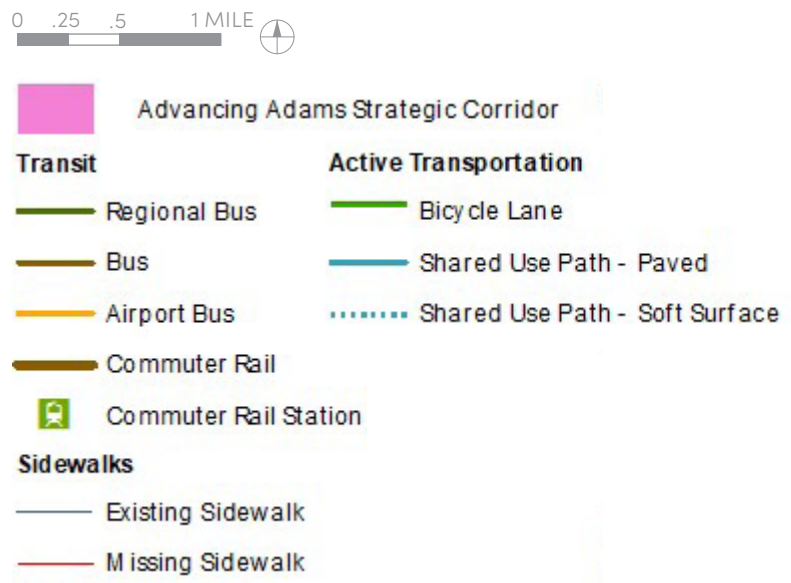 0 .25 .5 1 MILE
Advancing Adams Strategic Corridor
Transit
Regional Bus
Bus
Airport Bus
Commuter Rail
Commuter Rail Station
Sidewalks
Existing Sidewalk
Missing Sidewalk
Active Transportation
Bicycle Lane
Shared Use Path - Paved
Shared Use Path - Soft Surface